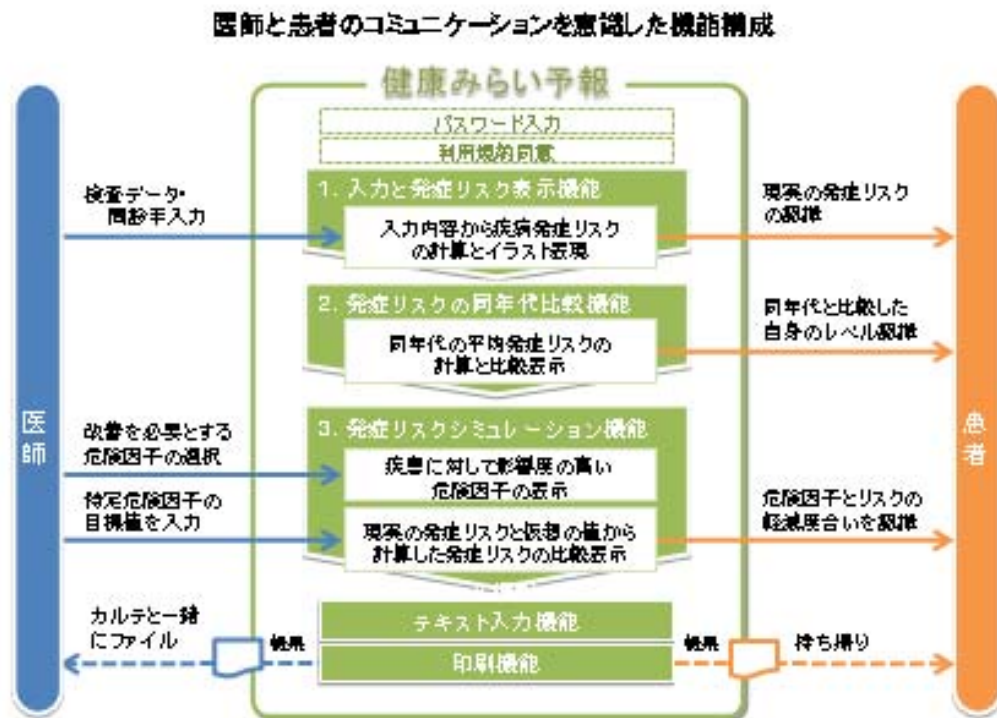 医師と患者のコミュニケーションを意識した機能構成
健康みらい予報
パスワード入力
利用規約同意
検査データ・
問診票入力
1. 入力と発症リスク表示機能
入力内容から疾病発症リスク
の計算とイラスト表現
現実の発症リスク
の認識
2. 発症リスクの同年代比較機能
同年代の平均発症リスクの
計算と比較表示
同年代と比較した
自身のレベル認識
医師
患者
改善を必要とする
危険因子の選択
3. 発症リスクシミュレーション機能
疾患に対して影響度の高い
危険因子の表示
特定危険因子の
目標値を入力
現実の発症リスクと仮想の値から
計算した発症リスクの比較表示
危険因子とリスクの
軽減度合いを認識
カルテと一緒
にファイル
結果
テキスト入力機能
印刷機能
結果
持ち帰り